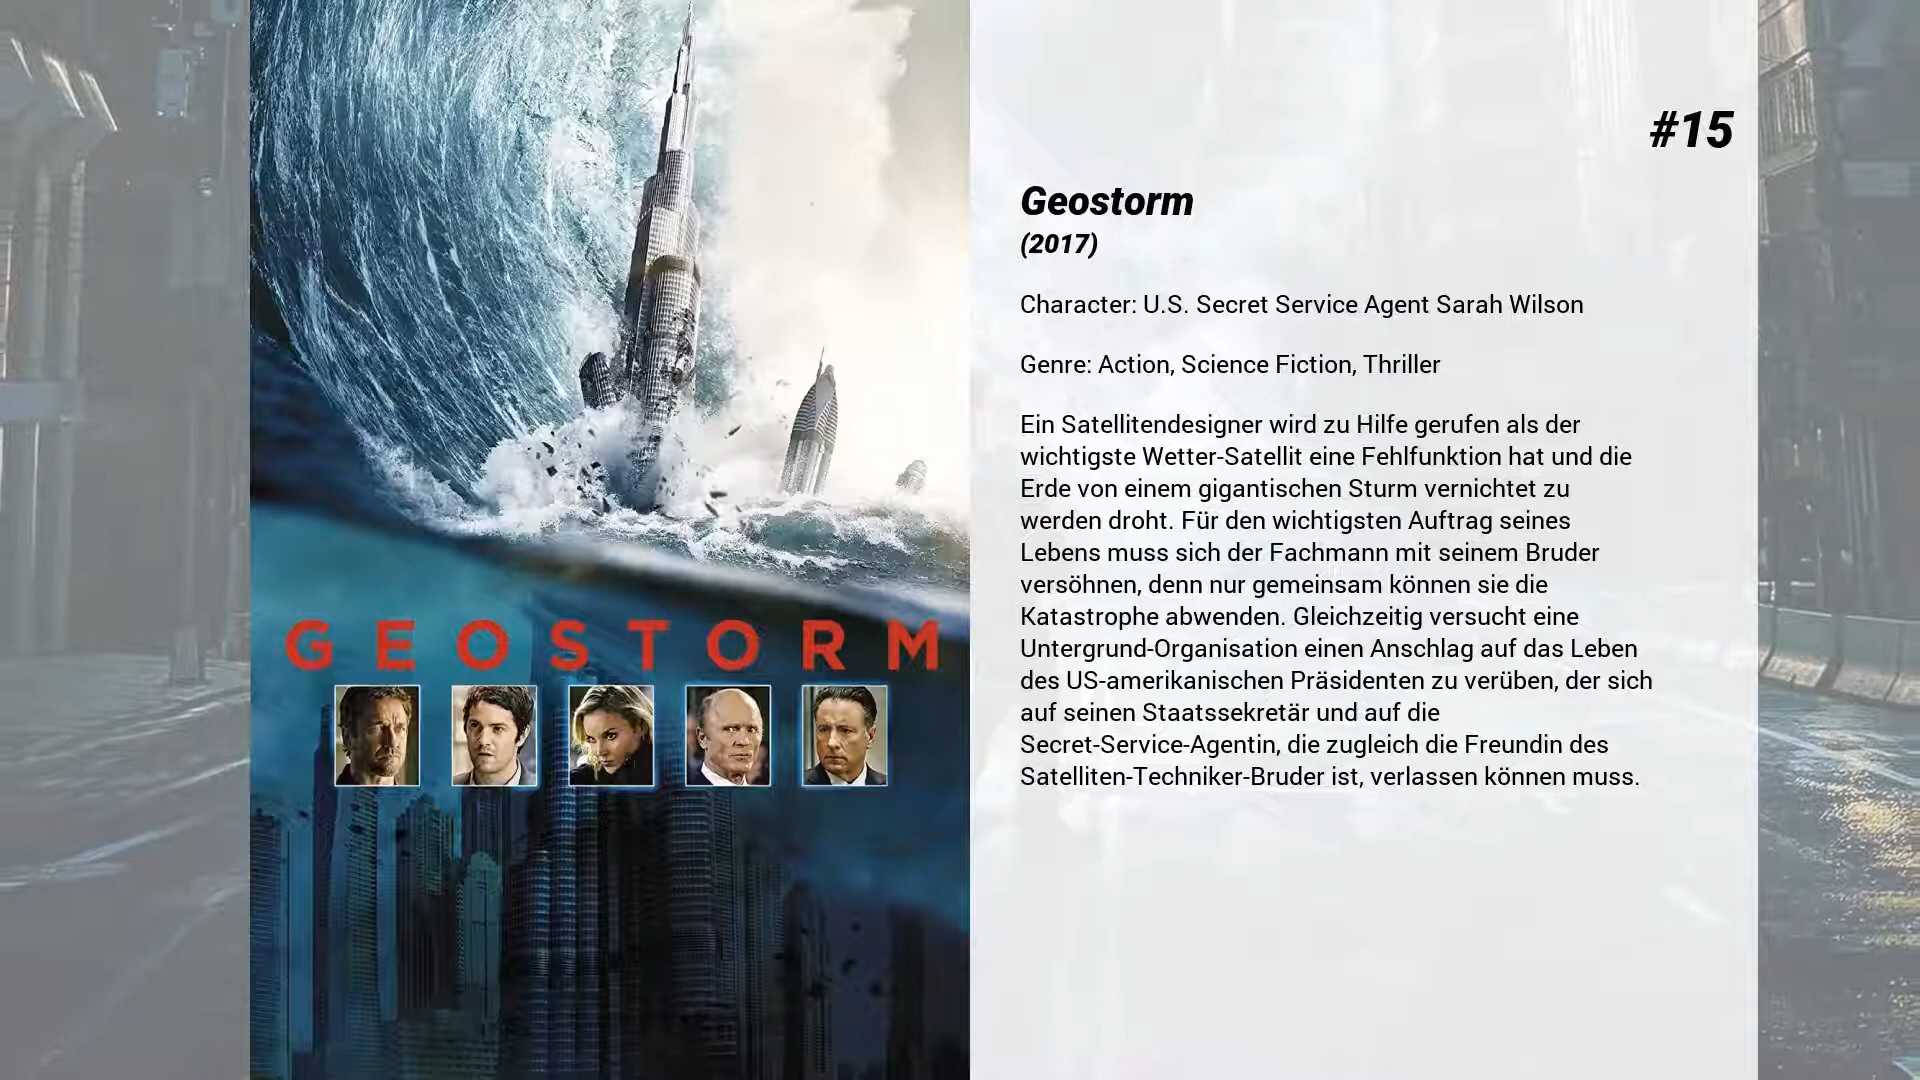 #15
Geostorm
(2017)
Character: U.S. Secret Service Agent Sarah Wilson
Genre: Action, Science Fiction, Thriller
Ein Satellitendesigner wird zu Hilfe gerufen als der
wichtigste Wetter-Satellit eine Fehlfunktion hat und die
Erde von einem gigantischen Sturm vernichtet zu
werden droht. Für den wichtigsten Auftrag seines
Lebens muss sich der Fachmann mit seinem Bruder
versöhnen, denn nur gemeinsam können sie die
Katastrophe abwenden. Gleichzeitig versucht eine
Untergrund-Organisation einen Anschlag auf das Leben
des US-amerikanischen Präsidenten zu verüben, der sich
auf seinen Staatssekretär und auf die
Secret-Service-Agentin, die zugleich die Freundin des
Satelliten-Techniker-Bruder ist, verlassen können muss.
GEOSTORM